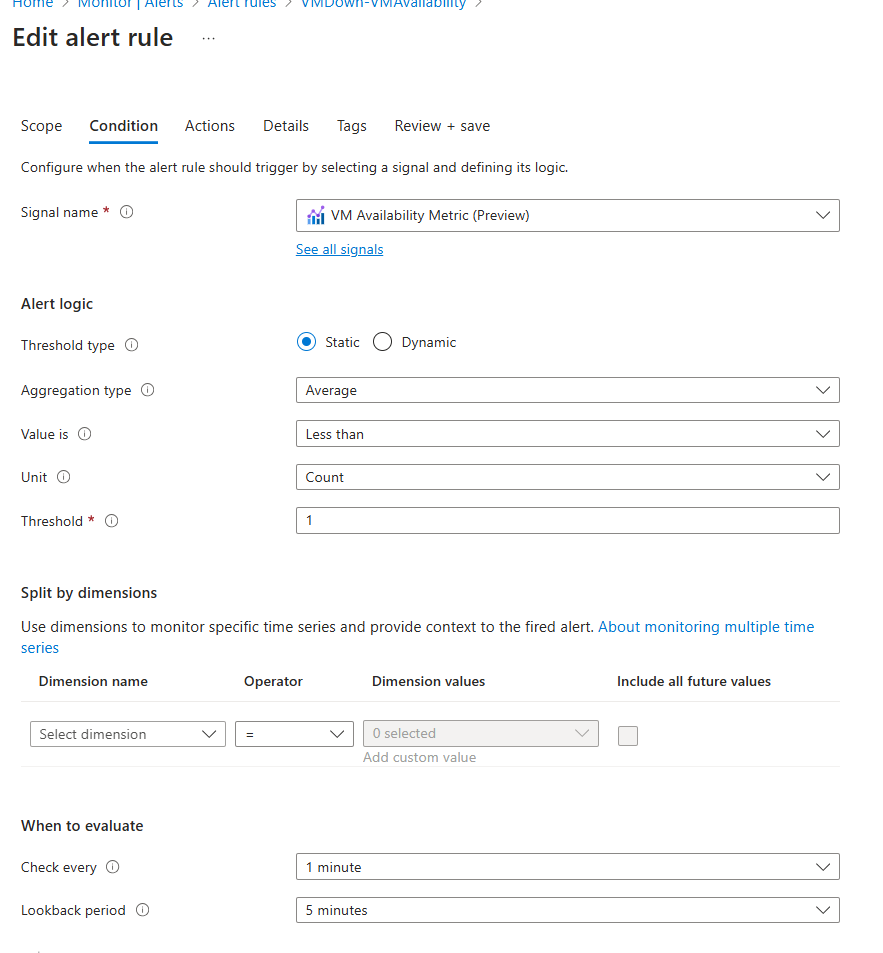 Home > Monitor | Alerts > Alert rules > VMDown-VMAvailability >
Edit alert rule ...
Scope Condition Actions Details Tags Review + save
Configure when the alert rule should trigger by selecting a signal and defining its logic.
Signal name * VM Availability Metric (Preview)
See all signals
Alert logic
Threshold type Static Dynamic
Aggregation type Average
Value is Less than
Unit Count
Threshold * 1
Split by dimensions
Use dimensions to monitor specific time series and provide context to the fired alert. About monitoring multiple time
series
Dimension name Operator Dimension values Include all future values
Select dimension = 0 selected
Add custom value
When to evaluate
Check every 1 minute
Lookback period 5 minutes